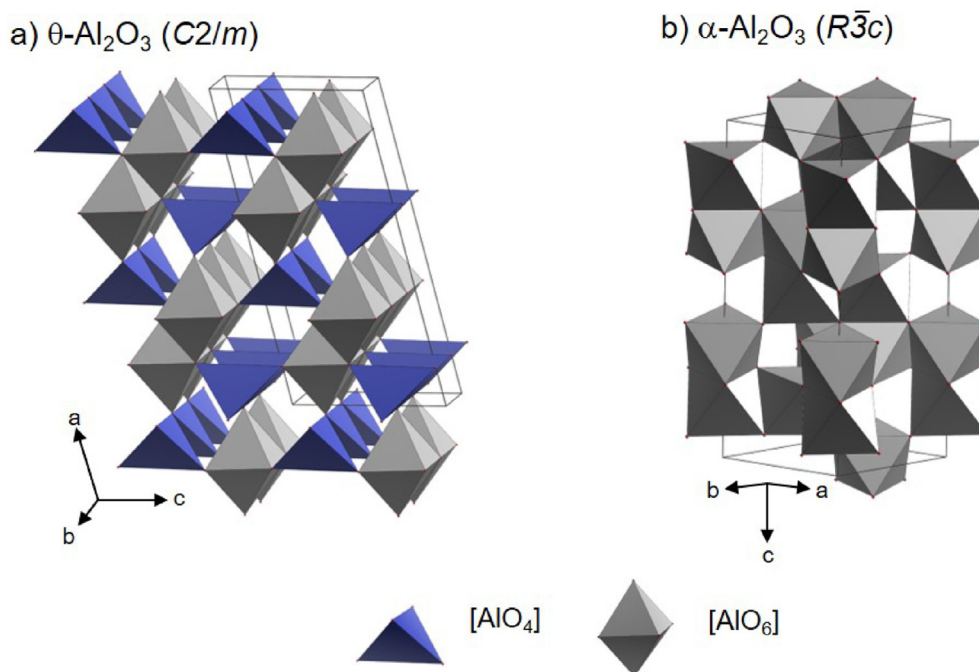 a) θ-Al₂O₃ (C2/m)
b) α-Al₂O₃ (R3̅c)
a
c
b
b
a
c
[AlO₄]
[AlO₆]